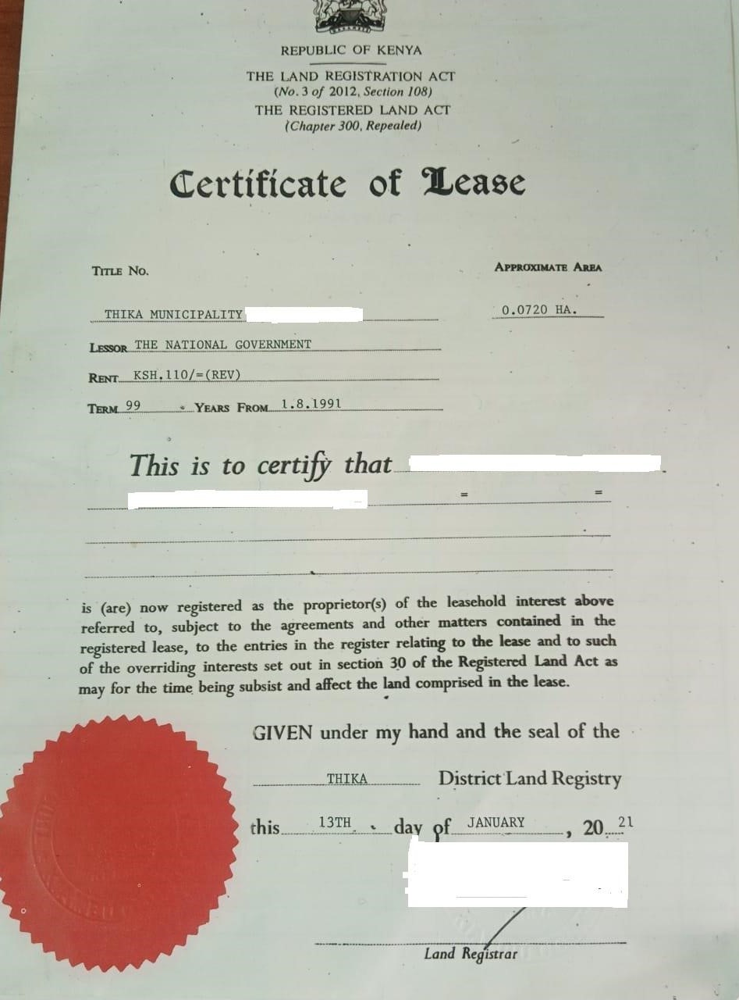 REPUBLIC OF KENYA
THE LAND REGISTRATION ACT
(No. 3 of 2012, Section 108)
THE REGISTERED LAND ACT
(Chapter 300, Repealed)
Certificate of Lease
TITLE NO.
APPROXIMATE AREA
THIKA MUNICIPALITY
0.0720 HA.
LESSOR THE NATIONAL GOVERNMENT
RENT KSH.110/=(REV)
TERM 99 YEARS FROM 1.8.1991
This is to certify that
= =
is (are) now registered as the proprietor(s) of the leasehold interest above
referred to, subject to the agreements and other matters contained in the
registered lease, to the entries in the register relating to the lease and to such
of the overriding interests set out in section 30 of the Registered Land Act as
may for the time being subsist and affect the land comprised in the lease.
GIVEN under my hand and the seal of the
THIKA District Land Registry
this 13TH day of JANUARY, 20 21
Land Registrar